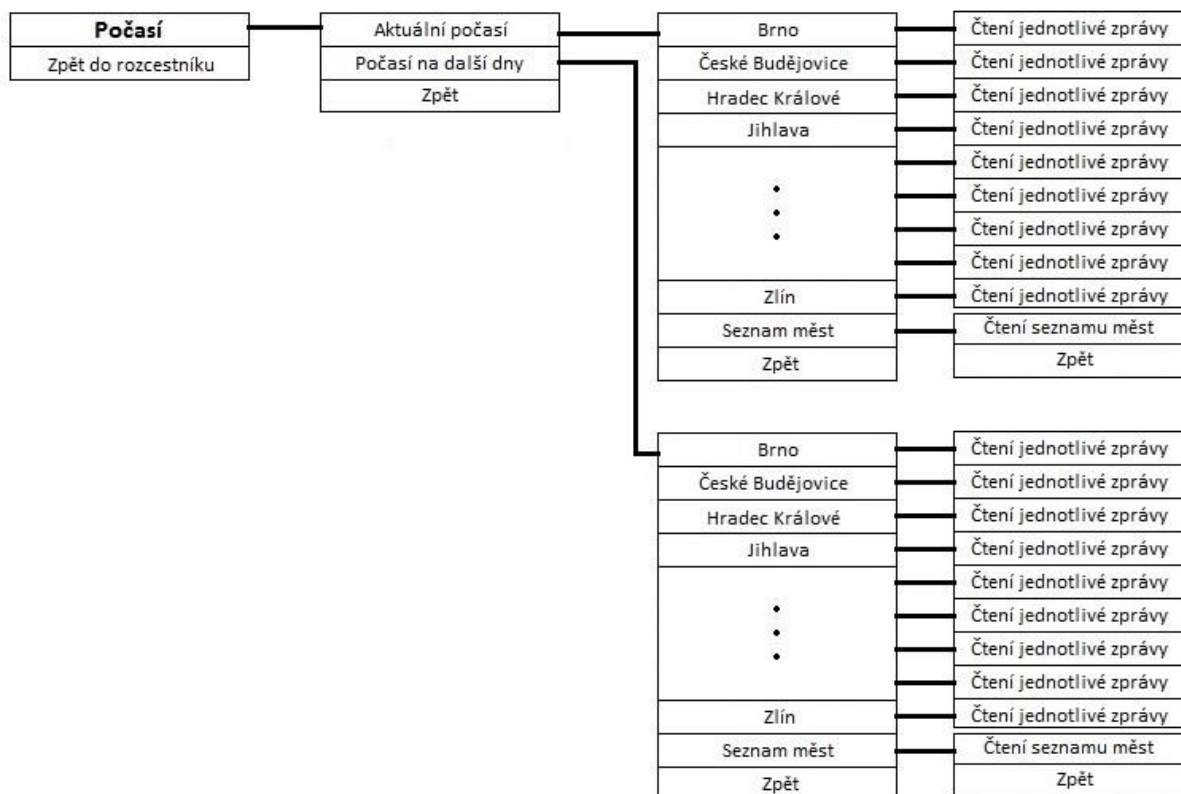 Počasí
Zpět do rozcestníku
Aktuální počasí
Počasí na další dny
Zpět
Brno
České Budějovice
Hradec Králové
Jihlava
Zlín
Seznam měst
Zpět
Čtení jednotlivé zprávy
Čtení jednotlivé zprávy
Čtení jednotlivé zprávy
Čtení jednotlivé zprávy
Čtení jednotlivé zprávy
Čtení jednotlivé zprávy
Čtení jednotlivé zprávy
Čtení jednotlivé zprávy
Čtení jednotlivé zprávy
Čtení seznamu měst
Zpět
Brno
České Budějovice
Hradec Králové
Jihlava
Zlín
Seznam měst
Zpět
Čtení jednotlivé zprávy
Čtení jednotlivé zprávy
Čtení jednotlivé zprávy
Čtení jednotlivé zprávy
Čtení jednotlivé zprávy
Čtení jednotlivé zprávy
Čtení jednotlivé zprávy
Čtení jednotlivé zprávy
Čtení jednotlivé zprávy
Čtení seznamu měst
Zpět